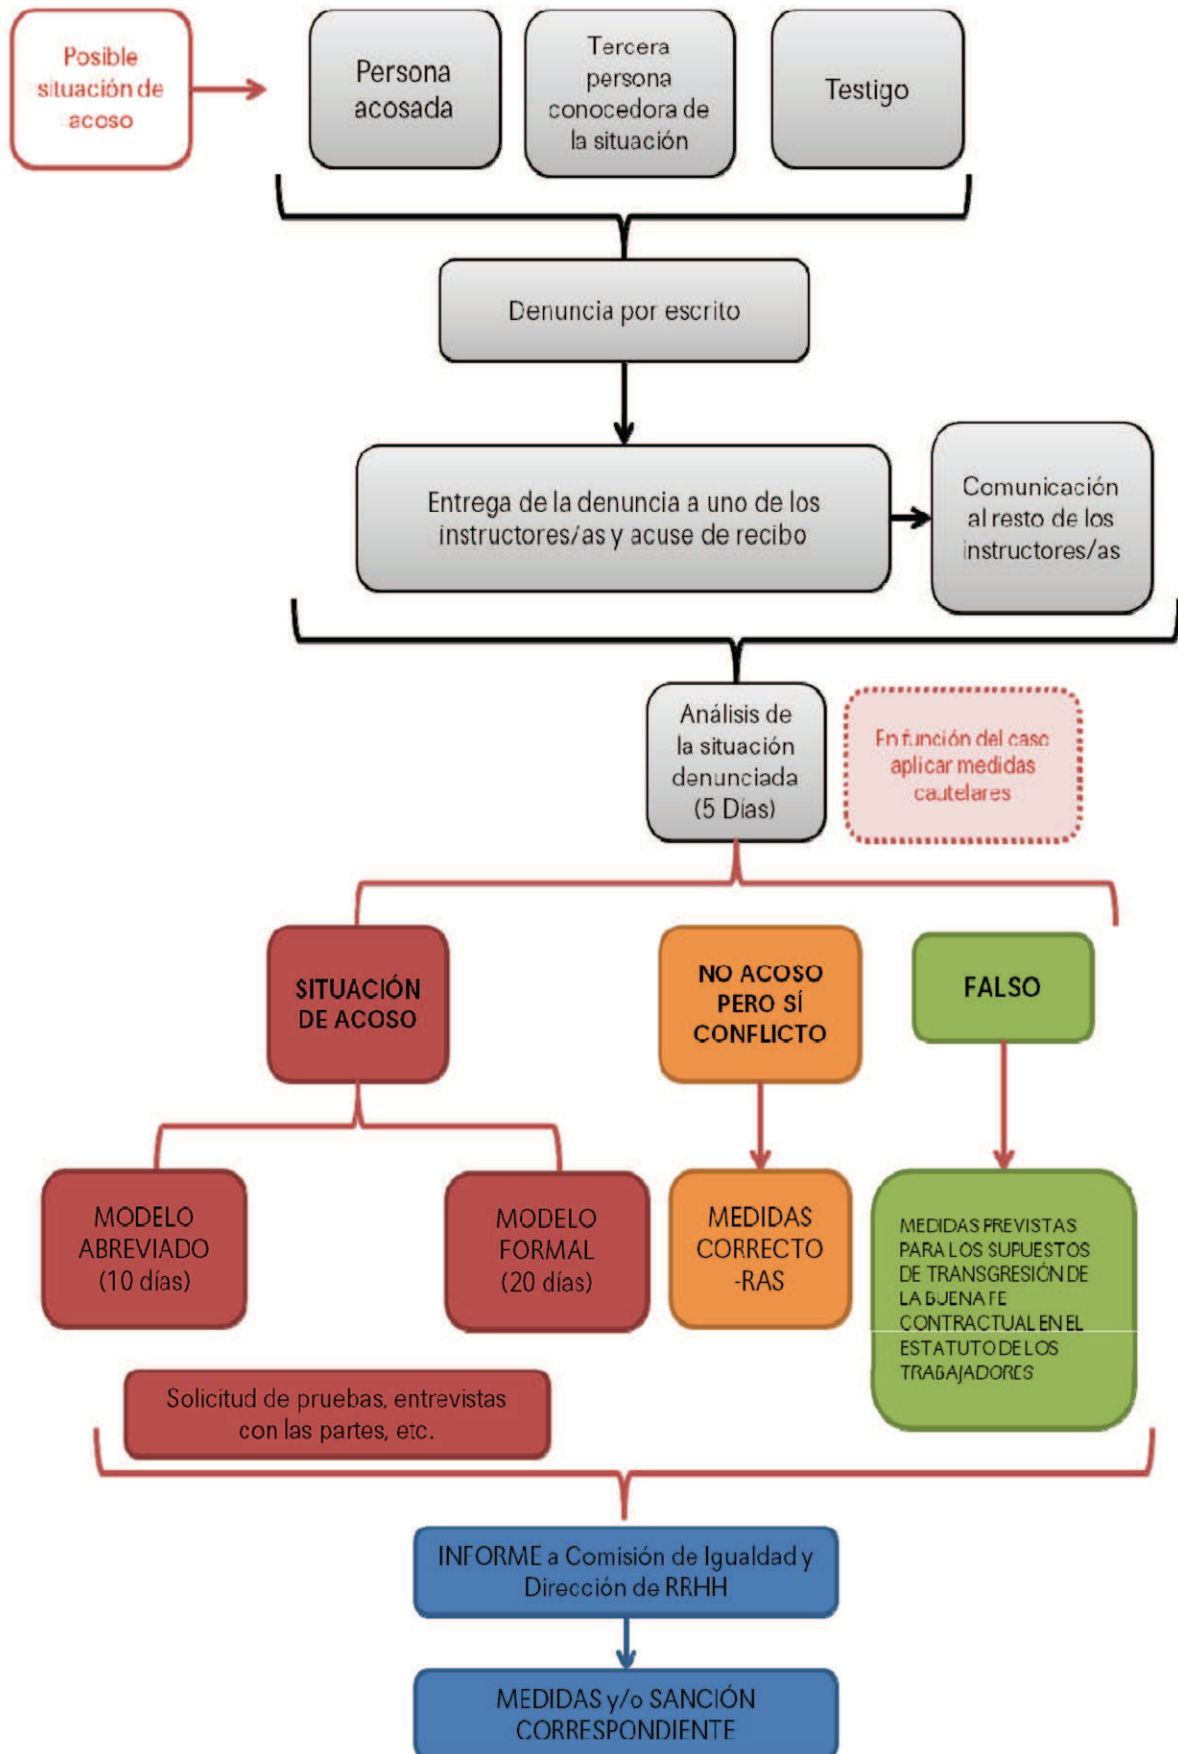 Posible
situación de
acoso
Persona
acosada
Tercera
persona
conocedora de
la situación
Testigo
Denuncia por escrito
Entrega de la denuncia a uno de los
instructores/as y acuse de recibo
Comunicación
al resto de los
instructores/as
Análisis de
la situación
denunciada
(5 Días)
En función del caso
aplicar medidas
cautelares
SITUACIÓN
DE ACOSO
NO ACOSO
PERO SÍ
CONFLICTO
FALSO
MODELO
ABREVIADO
(10 días)
MODELO
FORMAL
(20 días)
MEDIDAS
CORRECTO
-RAS
MEDIDAS PREVISTAS
PARA LOS SUPUESTOS
DE TRANSGRESIÓN DE
LA BUENA FE
CONTRACTUAL EN EL
ESTATUTO DE LOS
TRABAJADORES
Solicitud de pruebas, entrevistas
con las partes, etc.
INFORME a Comisión de Igualdad y
Dirección de RRHH
MEDIDAS y/o SANCIÓN
CORRESPONDIENTE